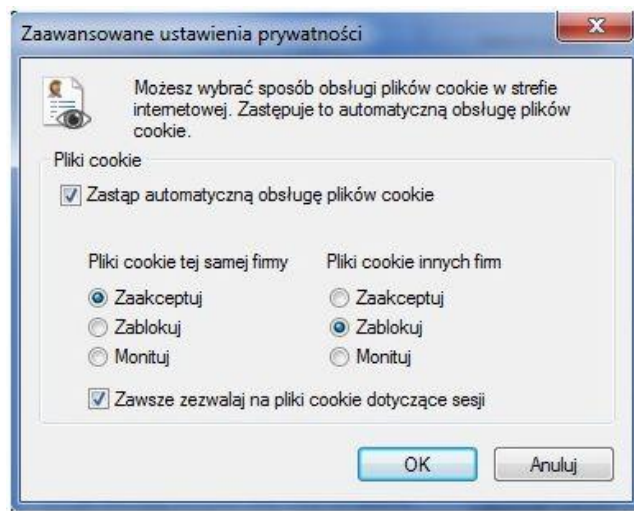 Zaawansowane ustawienia prywatności
Możesz wybrać sposób obsługi plików cookie w strefie
internetowej. Zastępuje to automatyczną obsługę plików
cookie.
Pliki cookie
Zastąp automatyczną obsługę plików cookie
Pliki cookie tej samej firmy Pliki cookie innych firm
Zaakceptuj Zaakceptuj
Zablokuj Zablokuj
Monituj Monituj
Zawsze zezwalaj na pliki cookie dotyczące sesji
OK Anuluj